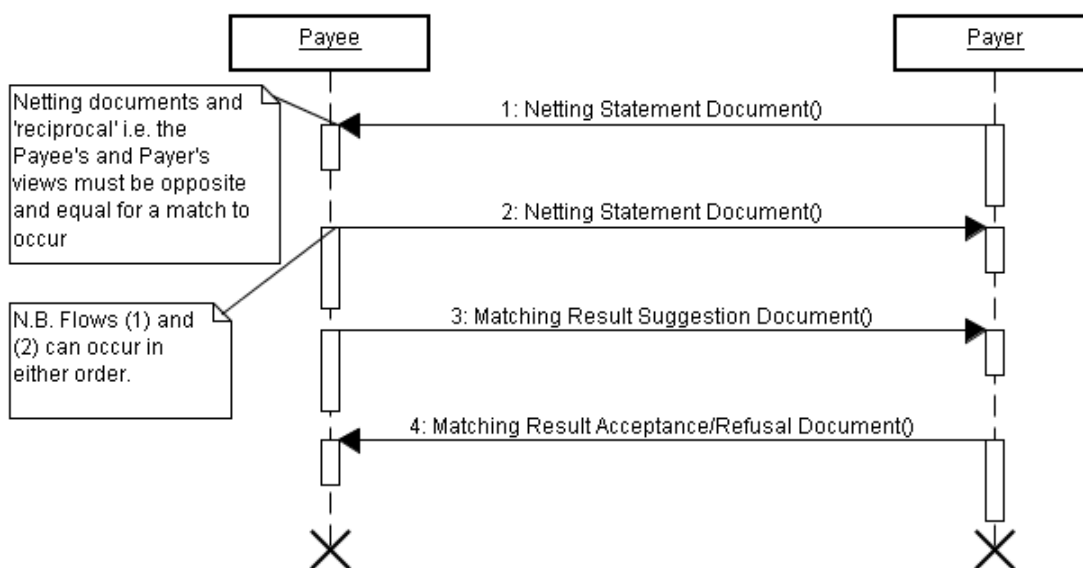 Payee
Payer
Netting documents and
'reciprocal' i.e. the
Payee's and Payer's
views must be opposite
and equal for a match to
occur
1: Netting Statement Document()
2: Netting Statement Document()
N.B. Flows (1) and
(2) can occur in
either order.
3: Matching Result Suggestion Document()
4: Matching Result Acceptance/Refusal Document()